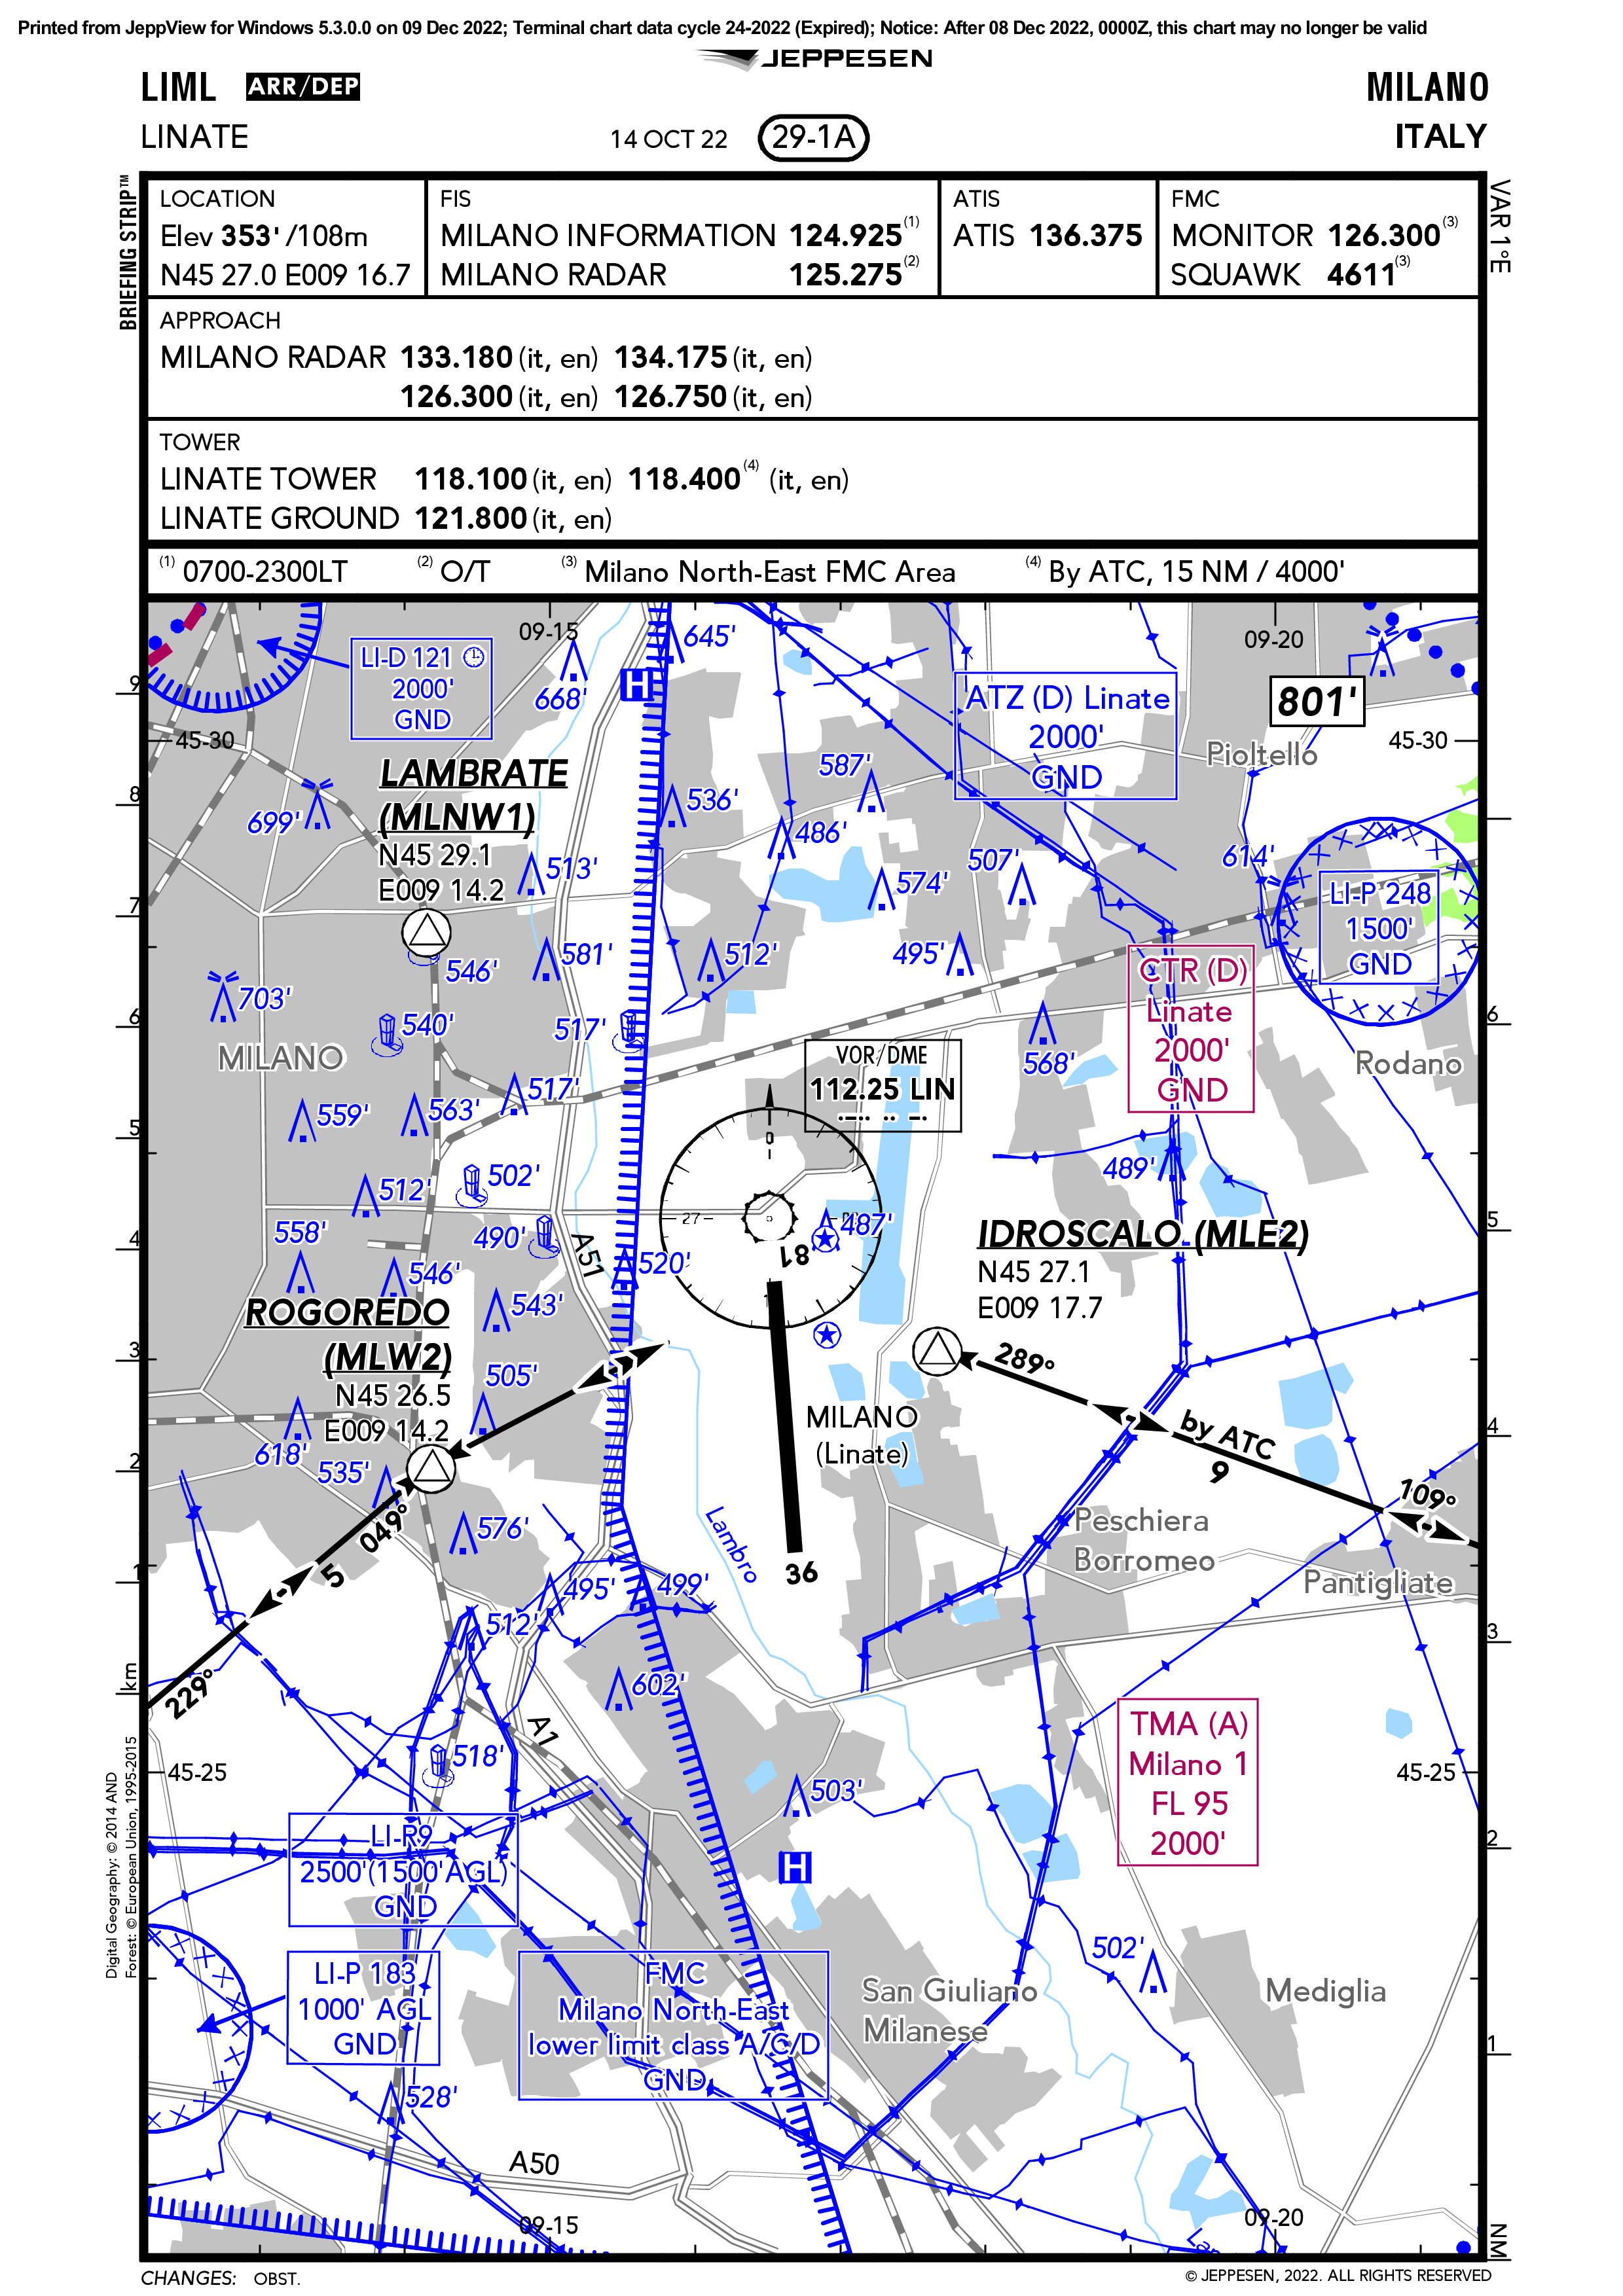 Printed from JeppView for Windows 5.3.0.0 on 09 Dec 2022; Terminal chart data cycle 24-2022 (Expired); Notice: After 08 Dec 2022, 0000Z, this chart may no longer be valid
JEPPESEN
LIML ARR/DEP MILANO
LINATE 14 OCT 22 29-1A ITALY
BRIEFING STRIP™
VAR 1°E
LOCATION
Elev 353' /108m
N45 27.0 E009 16.7
FIS
MILANO INFORMATION 124.925(1)
MILANO RADAR 125.275(2)
ATIS
ATIS 136.375
FMC
MONITOR 126.300(3)
SQUAWK 4611(3)
APPROACH
MILANO RADAR 133.180 (it, en) 134.175 (it, en)
126.300 (it, en) 126.750 (it, en)
TOWER
LINATE TOWER 118.100 (it, en) 118.400(4) (it, en)
LINATE GROUND 121.800 (it, en)
(1) 0700-2300LT (2) O/T (3) Milano North-East FMC Area (4) By ATC, 15 NM / 4000'
09-15
09-20
645'
LI-D 121
2000'
GND
668'
H
ATZ (D) Linate
2000'
GND
801'
9
45-30
45-30
Pioltello
LAMBRATE
(MLNW1)
N45 29.1
E009 14.2
587'
8
699'
536'
486'
513'
574'
507'
614'
LI-P 248
1500'
GND
7
546'
581'
512'
495'
CTR (D)
Linate
2000'
GND
703'
540'
517'
6
6
MILANO
VOR/DME
112.25 LIN
568'
Rodano
517'
559'
563'
5
0
502'
512'
489'
27
487'
5
558'
490'
A51
520'
18
IDROSCALO (MLE2)
N45 27.1
E009 17.7
4
546'
543'
ROGOREDO
(MLW2)
N45 26.5
E009 14.2
3
505'
289°
MILANO
(Linate)
by ATC
9
4
618'
535'
2
109°
049°
576'
Lambro
Peschiera
Borromeo
36
5
1
495'
499'
Pantigliate
512'
3
229°
km
602'
A1
TMA (A)
Milano 1
FL 95
2000'
518'
45-25
45-25
503'
LI-R9
2500'(1500'AGL)
GND
2
H
LI-P 183
1000' AGL
GND
FMC
Milano North-East
lower limit class A/C/D
GND
502'
San Giuliano
Milanese
Mediglia
1
528'
A50
09-15
09-20
NM
Digital Geography: © 2014 AND
Forest: © European Union, 1995-2015
CHANGES: OBST.
© JEPPESEN, 2022. ALL RIGHTS RESERVED